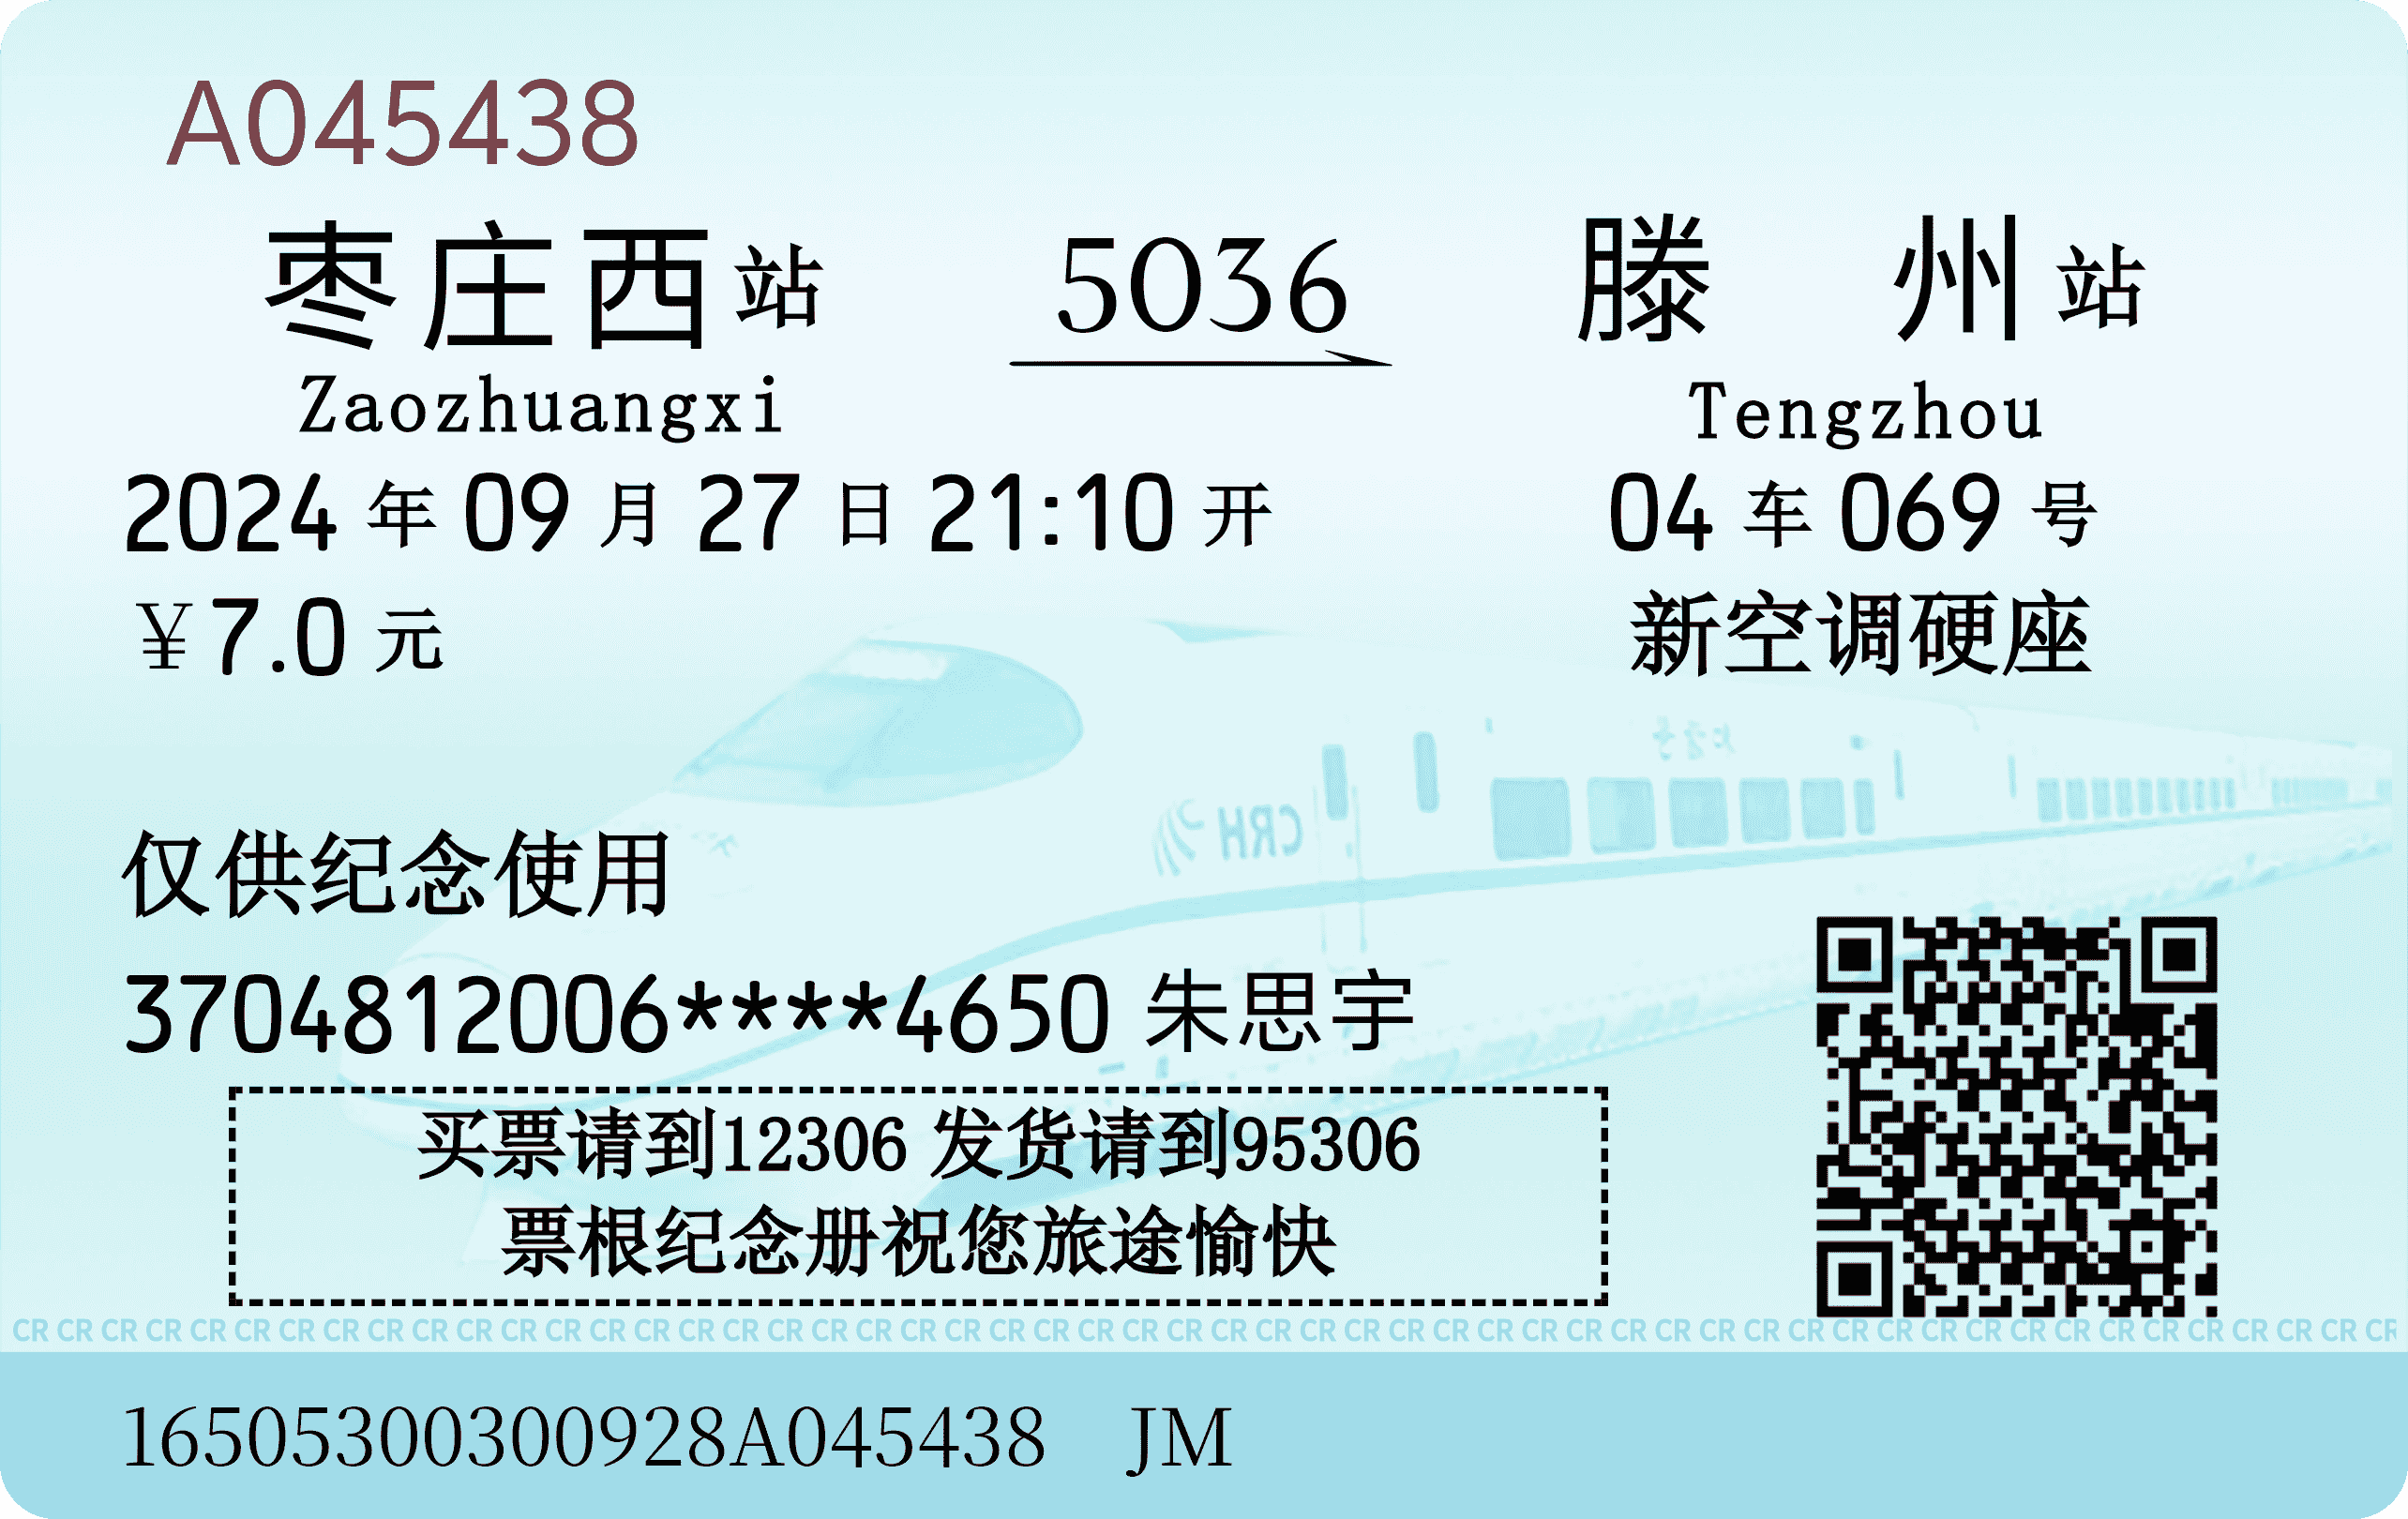 A045438
枣庄西站 5036 滕州站
Zaozhuangxi Tengzhou
2024年09月27日21:10开 04车069号
￥7.0元 新空调硬座
CRH
仅供纪念使用
3704812006****4650 朱思宇
买票请到12306 发货请到95306
票根纪念册祝您旅途愉快
CR CR CR CR CR CR CR CR CR CR CR CR CR CR CR CR CR CR CR CR CR CR CR CR CR CR CR CR CR CR CR CR CR CR CR CR CR CR CR CR CR CR CR CR CR CR CR CR CR CR CR CR CR CR
16505300300928A045438 JM